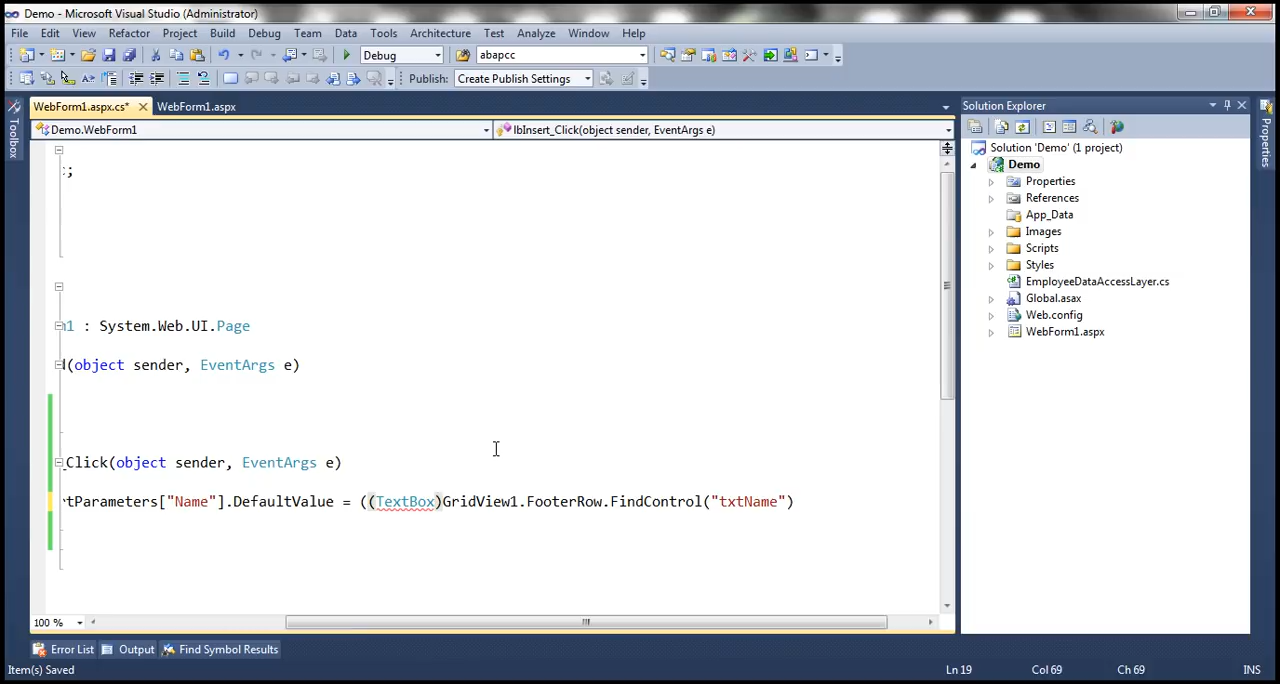 Demo - Microsoft Visual Studio (Administrator)
File Edit View Refactor Project Build Debug Team Data Tools Architecture Test Analyze Window Help
Debug abapcc
Publish: Create Publish Settings
WebForm1.aspx.cs* WebForm1.aspx
Demo.WebForm1 lbInsert_Click(object sender, EventArgs e)
Toolbox
;
1 : System.Web.UI.Page
d(object sender, EventArgs e)
_Click(object sender, EventArgs e)
tParameters["Name"].DefaultValue = ((TextBox)GridView1.FooterRow.FindControl("txtName")
100 %
Solution Explorer
Solution 'Demo' (1 project)
Demo
Properties
References
App_Data
Images
Scripts
Styles
EmployeeDataAccessLayer.cs
Global.asax
Web.config
WebForm1.aspx
Properties
Error List Output Find Symbol Results
Item(s) Saved Ln 19 Col 69 Ch 69 INS